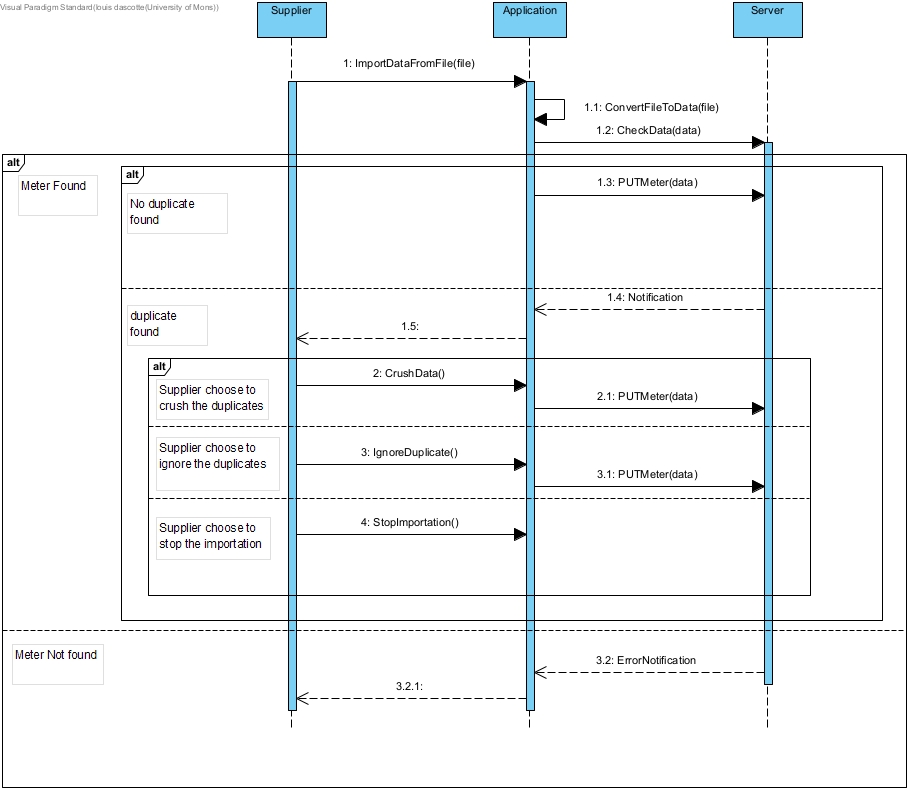 Visual Paradigm Standard(louis dascotte(University of Mons))
Supplier
Application
Server
1: ImportDataFromFile(file)
1.1: ConvertFileToData(file)
1.2: CheckData(data)
alt
Meter Found
alt
1.3: PUTMeter(data)
No duplicate
found
1.4: Notification
duplicate
found
1.5:
alt
2: CrushData()
Supplier choose to
crush the duplicates
2.1: PUTMeter(data)
Supplier choose to
ignore the duplicates
3: IgnoreDuplicate()
3.1: PUTMeter(data)
Supplier choose to
stop the importation
4: StopImportation()
Meter Not found
3.2: ErrorNotification
3.2.1: